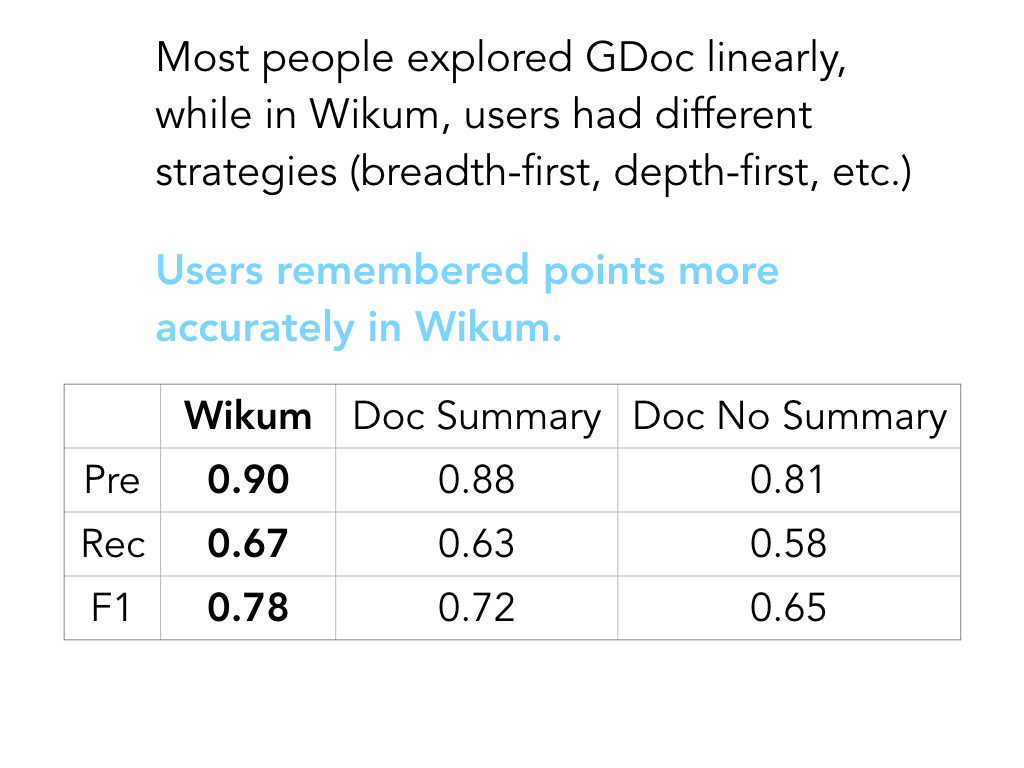 Most people explored GDoc linearly,
while in Wikum, users had different
strategies (breadth-first, depth-first, etc.)
Users remembered points more
accurately in Wikum.
Wikum Doc Summary Doc No Summary
Pre 0.90 0.88 0.81
Rec 0.67 0.63 0.58
F1 0.78 0.72 0.65